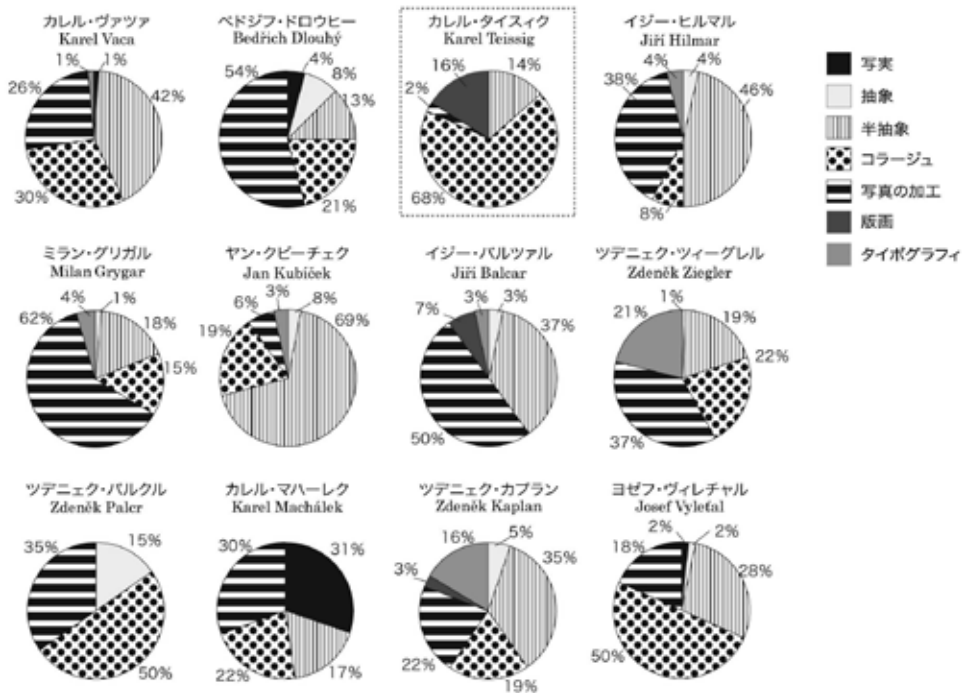 カレル・ヴァツァ
Karel Vaca
1%
1%
42%
30%
26%
ベドジフ・ドロウヒー
Bedřich Dlouhý
4%
8%
13%
21%
54%
カレル・タイスィク
Karel Teissig
14%
68%
2%
16%
イジー・ヒルマル
Jiří Hilmar
4%
4%
46%
8%
38%
写実
抽象
半抽象
コラージュ
写真の加工
版画
タイポグラフィ
ミラン・グリガル
Milan Grygar
4%
1%
18%
15%
62%
ヤン・クビーチェク
Jan Kubíček
3%
8%
69%
19%
6%
イジー・バルツァル
Jiří Balcar
3%
3%
37%
50%
7%
ツデニェク・ツィーグレル
Zdeněk Ziegler
1%
19%
22%
37%
21%
ツデニェク・パルクル
Zdeněk Palcr
15%
50%
35%
カレル・マハーレク
Karel Machálek
31%
17%
22%
30%
ツデニェク・カプラン
Zdeněk Kaplan
5%
35%
19%
22%
3%
16%
ヨゼフ・ヴィレチャル
Josef Vyleťal
2%
2%
28%
50%
18%